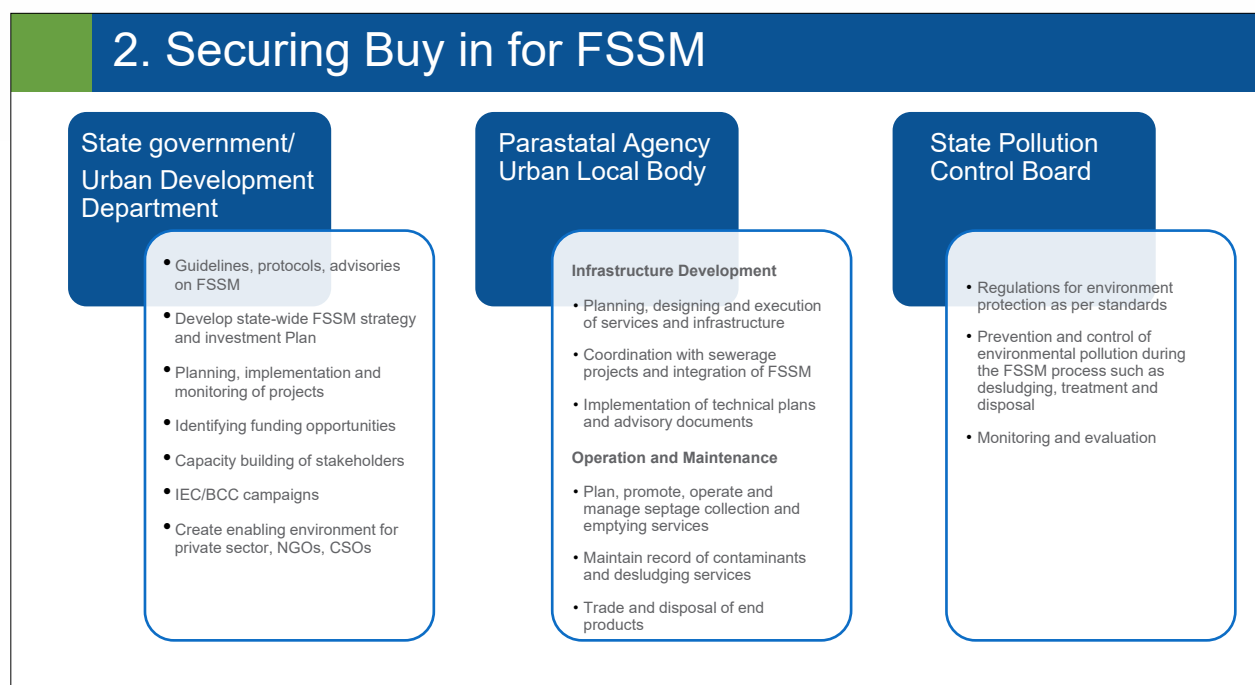 2. Securing Buy in for FSSM
State government/
Urban Development
Department
• Guidelines, protocols, advisories
on FSSM
• Develop state-wide FSSM strategy
and investment Plan
• Planning, implementation and
monitoring of projects
• Identifying funding opportunities
• Capacity building of stakeholders
• IEC/BCC campaigns
• Create enabling environment for
private sector, NGOs, CSOs
Parastatal Agency
Urban Local Body
Infrastructure Development
• Planning, designing and execution
of services and infrastructure
• Coordination with sewerage
projects and integration of FSSM
• Implementation of technical plans
and advisory documents
Operation and Maintenance
• Plan, promote, operate and
manage septage collection and
emptying services
• Maintain record of contaminants
and desludging services
• Trade and disposal of end
products
State Pollution
Control Board
• Regulations for environment
protection as per standards
• Prevention and control of
environmental pollution during
the FSSM process such as
desludging, treatment and
disposal
• Monitoring and evaluation